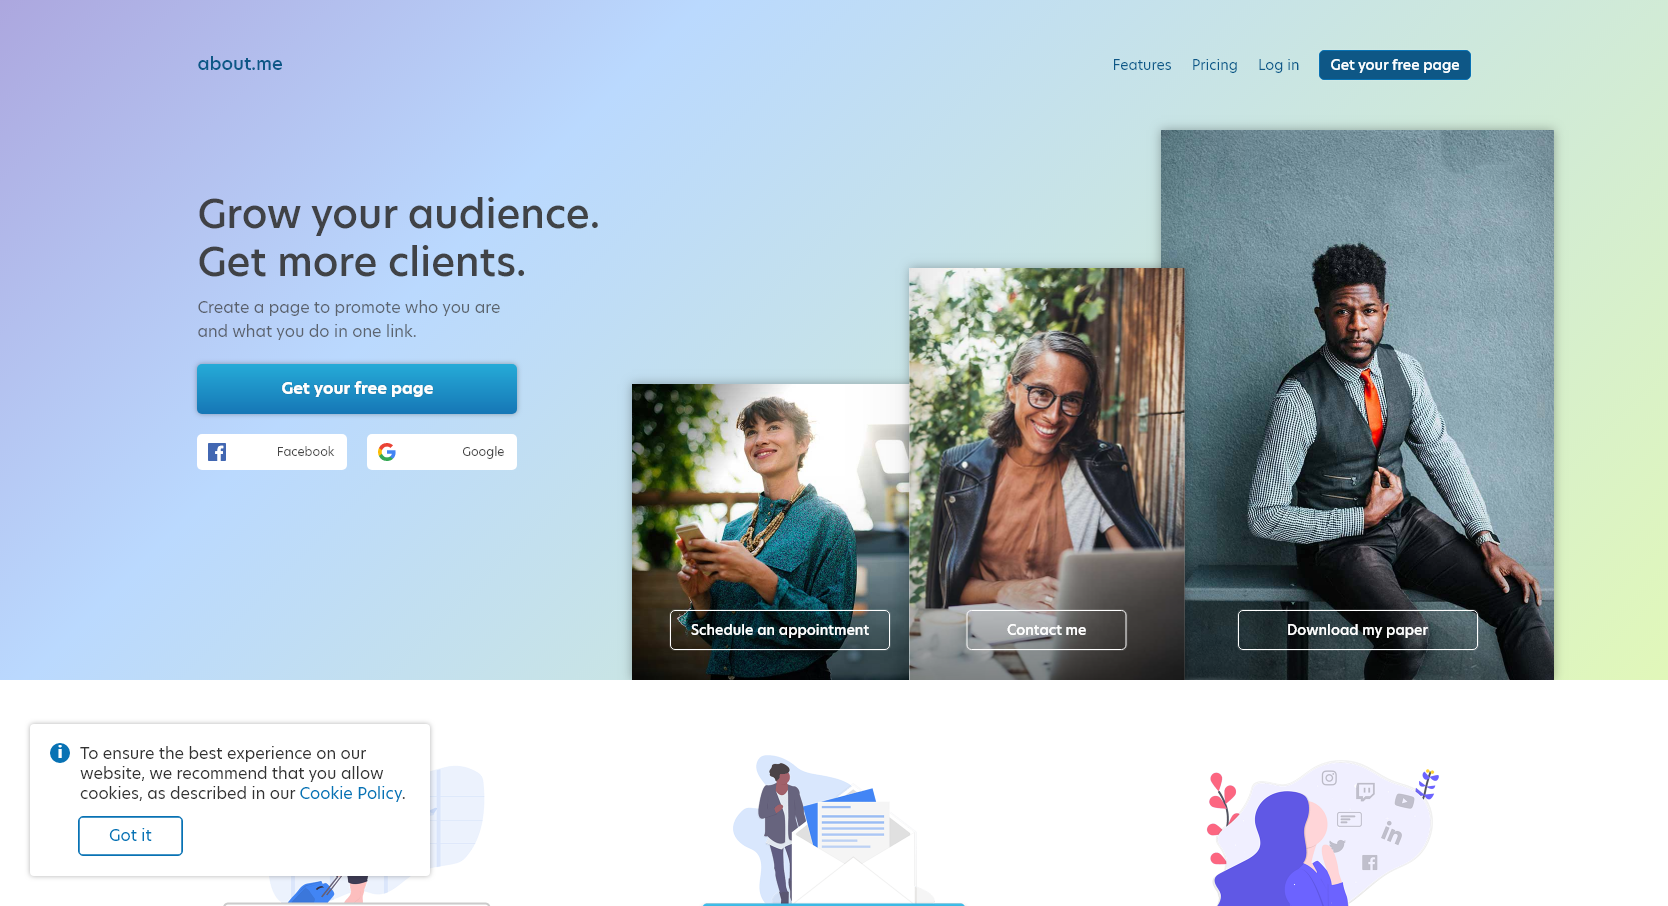 about.me
Features
Pricing
Log in
Get your free page
Grow your audience.
Get more clients.
Create a page to promote who you are
and what you do in one link.
Get your free page
Facebook
Google
Schedule an appointment
Contact me
Download my paper
To ensure the best experience on our
website, we recommend that you allow
cookies, as described in our Cookie Policy.
Got it